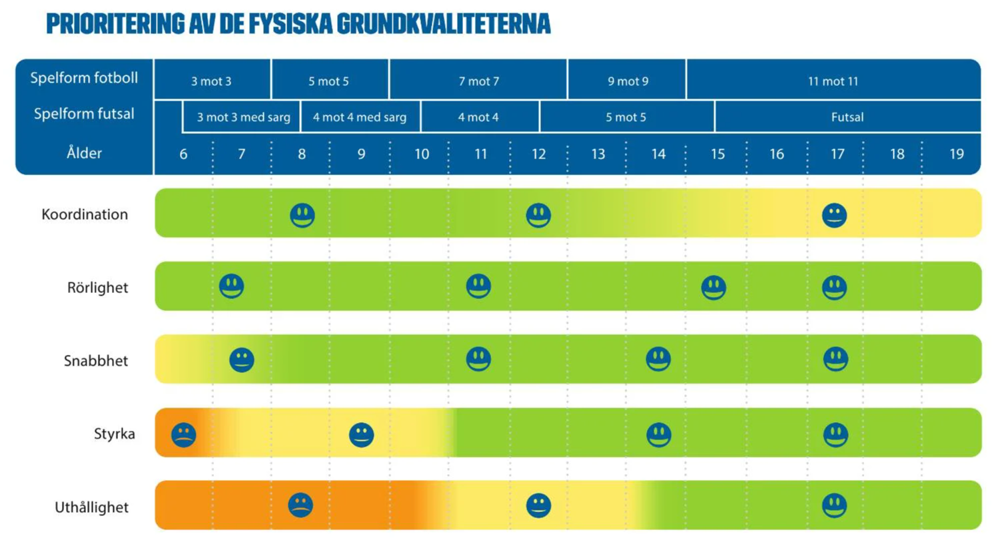 PRIORITERING AV DE FYSISKA GRUNDKVALITETERNA
Spelform fotboll 3 mot 3 5 mot 5 7 mot 7 9 mot 9 11 mot 11
Spelform futsal 3 mot 3 med sarg 4 mot 4 med sarg 4 mot 4 5 mot 5 Futsal
Ålder 6 7 8 9 10 11 12 13 14 15 16 17 18 19
Koordination
Rörlighet
Snabbhet
Styrka
Uthållighet